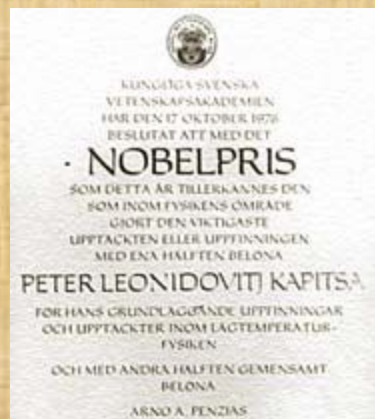 KUNGLIGA SVENSKA
VETENSKAPSAKADEMIEN
HAR DEN 17 OKTOBER 1978
BESLUTAT ATT MED DET
NOBELPRIS
SOM DETTA ÅR TILLERKÄNNES DEN
SOM INOM FYSIKENS OMRÅDE
GJORT DEN VIKTIGASTE
UPPTÄCKTEN ELLER UPPFINNINGEN
MED ENA HÄLFTEN BELÖNA
PETER LEONIDOVITJ KAPITSA
FÖR HANS GRUNDLÄGGANDE UPPFINNINGAR
OCH UPPTÄCKTER INOM LÅGTEMPERATUR-
FYSIKEN
OCH MED ANDRA HÄLFTEN GEMENSAMT
BELÖNA
ARNO A. PENZIAS